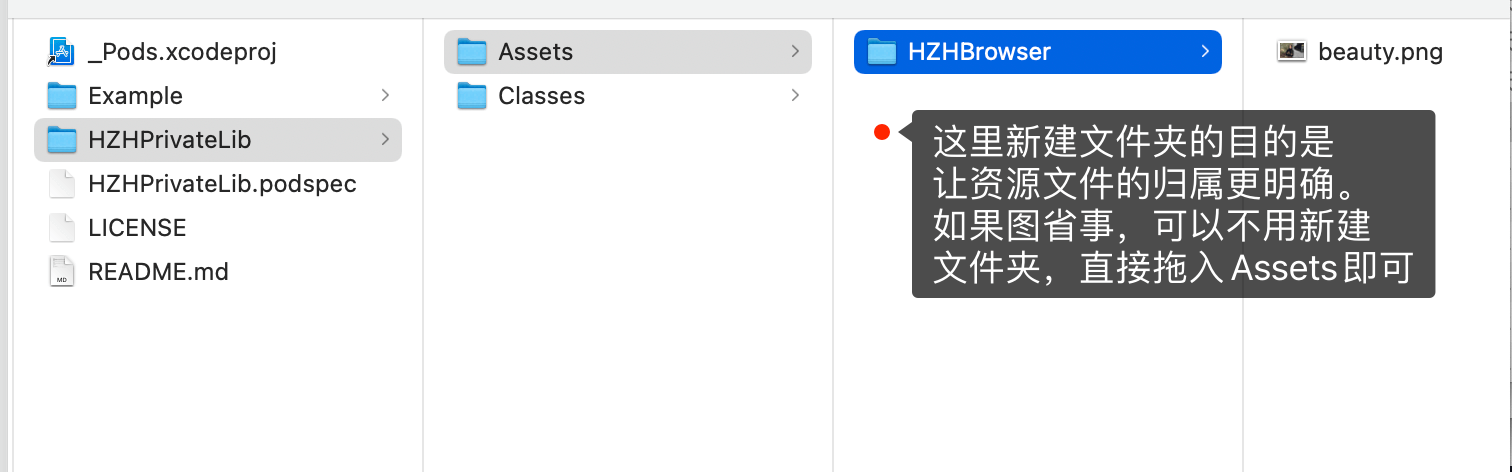 _Pods.xcodeproj
Example
HZHPrivateLib
HZHPrivateLib.podspec
LICENSE
MD
README.md
Assets
Classes
HZHBrowser
beauty.png
这里新建文件夹的目的是
让资源文件的归属更明确。
如果图省事，可以不用新建
文件夹，直接拖入Assets即可